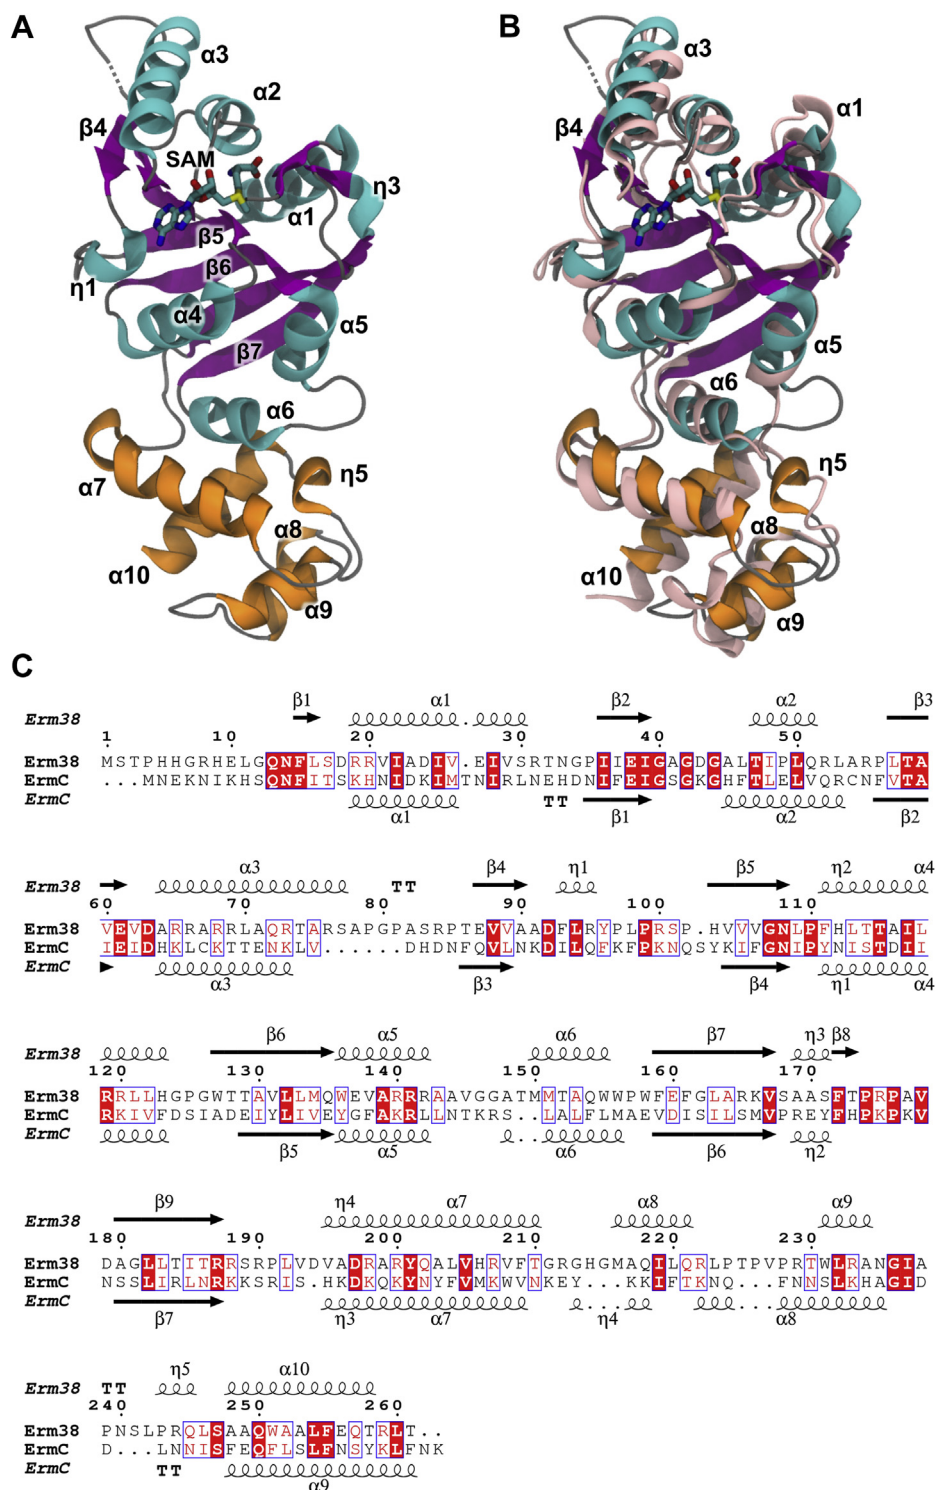 A
B
α3
α3
α2
α1
β4
β4
SAM
η3
α1
β5
β6
η1
α4
α5
α5
β7
α6
α6
α7
η5
η5
α8
α8
α10
α10
α9
α9
C
β1 α1 β2 α2 β3
Erm38
1 10 20 30 40 50
Erm38 MSTPHHGRHELGQNFLSDRRVIADIV.EIVSRTNGPIIEIGAGDGALTIPLQRLARPLTA
ErmC ...MNEKNIKHSQNFITSKHNIDKIMTNIRLNEHDNIFEIGSGKGHFTLELVQRCNFVTA
ErmC TT
α1 β1 α2 β2
α3 β4 η1 β5 η2 α4
Erm38 TT
60 70 80 90 100 110
Erm38 VEVDARRARRLAQRTARSAPGPASRPTEVVAADFLRYPLPRSP.HVVVGNLPFHLTTAIL
ErmC IEIDHKLCKTTENKLV.....DHDNFQVLNKDILQFKFPKNQSYKIFGNIPYNISTDII
ErmC
α3 β3 β4 η1 α4
β6 α5 α6 β7 η3 β8
Erm38
120 130 140 150 160 170
Erm38 RRLLHGPGWTTAVLLMQWEVARRRAAVGGATMMTAQWWPWFEFGLARKVSAASFTPRPAV
ErmC RKIVFDSIADEIYLIVEYGFAKRLLNTKRS.LALFLMAEVDISILSMVPREYFHPKPKV
ErmC
β5 α5 α6 β6 η2
β9 η4 α7 α8 α9
Erm38
180 190 200 210 220 230
Erm38 DAGLLTITRRSRPLVDVADRARYQALVHRVFTGRGHGMAQILQRLPTPVPRTWLRANGIA
ErmC NSSLIRLNRKKSRIS.HKDKQKYNYFVMKWVNKEY....KKIFTKNQ...FNNSLKHAGID
ErmC
β7 η3 α7 η4 α8
η5 α10
Erm38 TT
240 250 260
Erm38 PNSLPRQLSAAQWAALFEQTRLT..
ErmC D...LNNISFEQFLSLFNSYKLFNK
ErmC TT
α9